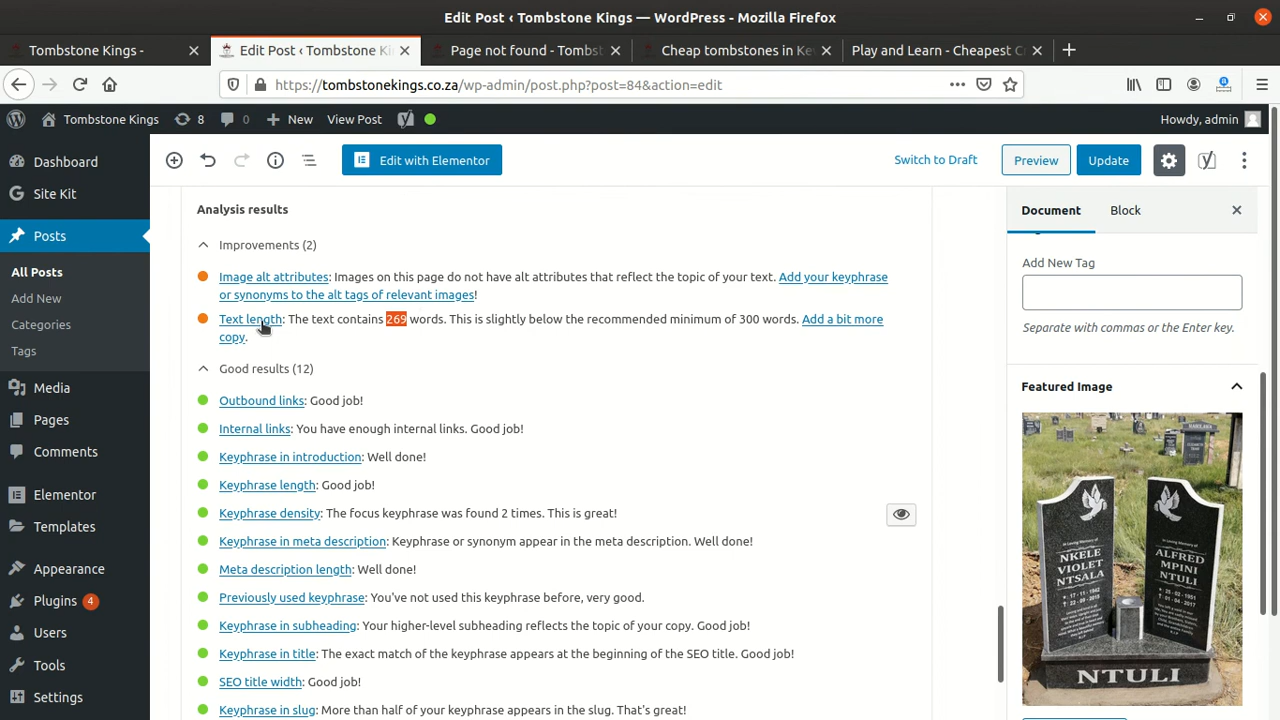 Edit Post ‹ Tombstone Kings — WordPress - Mozilla Firefox
Tombstone Kings -
Edit Post ‹ Tombstone Ki
Page not found - Tombst
Cheap tombstones in Ke
Play and Learn - Cheapest C
https://tombstonekings.co.za/wp-admin/post.php?post=84&action=edit
Tombstone Kings
8
0
New
View Post
Howdy, admin
Dashboard
Site Kit
Posts
All Posts
Add New
Categories
Tags
Media
Pages
Comments
Elementor
Templates
Appearance
Plugins 4
Users
Tools
Settings
Edit with Elementor
Switch to Draft
Preview
Update
Analysis results
Improvements (2)
Image alt attributes: Images on this page do not have alt attributes that reflect the topic of your text. Add your keyphrase
or synonyms to the alt tags of relevant images!
Text length: The text contains 269 words. This is slightly below the recommended minimum of 300 words. Add a bit more
copy.
Good results (12)
Outbound links: Good job!
Internal links: You have enough internal links. Good job!
Keyphrase in introduction: Well done!
Keyphrase length: Good job!
Keyphrase density: The focus keyphrase was found 2 times. This is great!
Keyphrase in meta description: Keyphrase or synonym appear in the meta description. Well done!
Meta description length: Well done!
Previously used keyphrase: You've not used this keyphrase before, very good.
Keyphrase in subheading: Your higher-level subheading reflects the topic of your copy. Good job!
Keyphrase in title: The exact match of the keyphrase appears at the beginning of the SEO title. Good job!
SEO title width: Good job!
Keyphrase in slug: More than half of your keyphrase appears in the slug. That's great!
Document
Block
Add New Tag
Separate with commas or the Enter key.
Featured Image
In Loving Memory of
NKELE
VIOLET
NTSALA
In Loving Memory of
ALFRED
MPINI
NTULI
NTULI